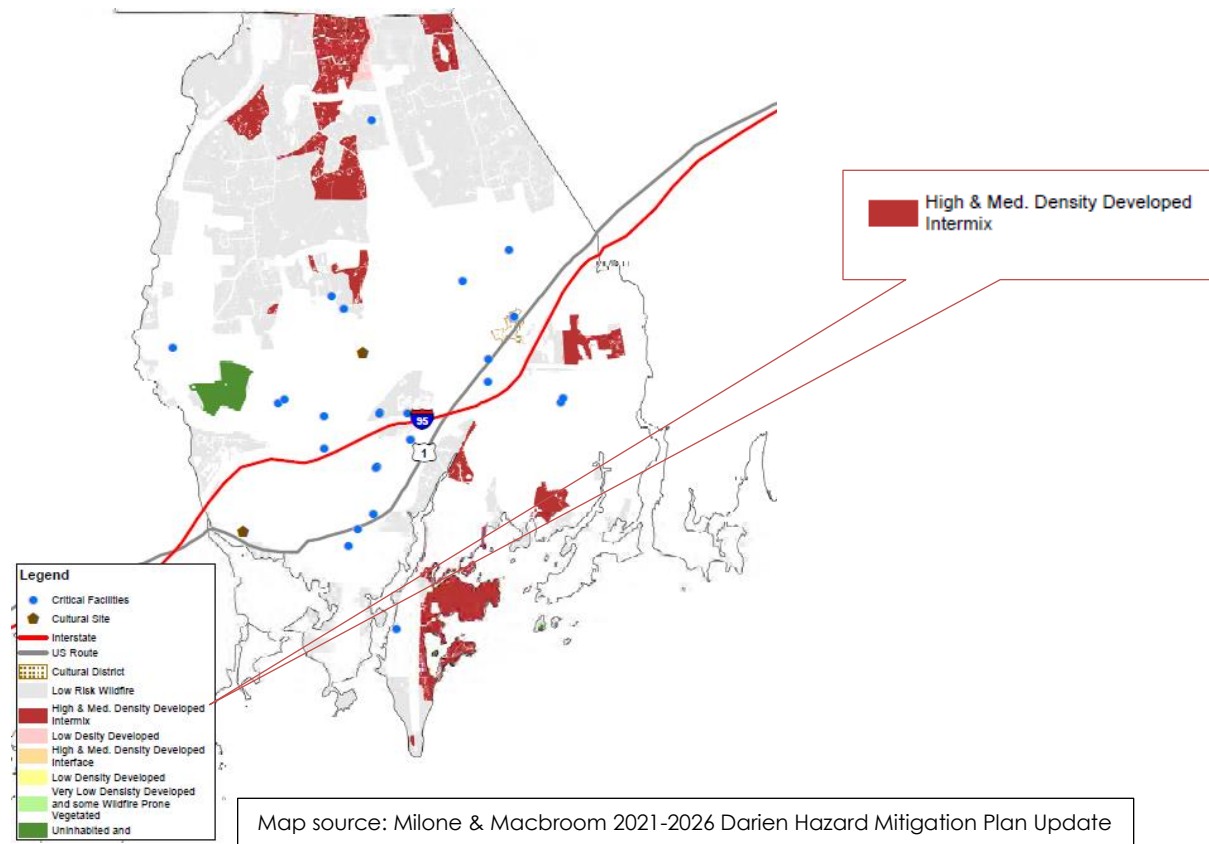 High & Med. Density Developed
Intermix
95
1
Legend
Critical Facilities
Cultural Site
Interstate
US Route
Cultural District
Low Risk Wildfire
High & Med. Density Developed
Intermix
Low Desity Developed
High & Med. Density Developed
Interface
Low Density Developed
Very Low Densisty Developed
and some Wildfire Prone
Vegetated
Uninhabited and
Map source: Milone & Macbroom 2021-2026 Darien Hazard Mitigation Plan Update